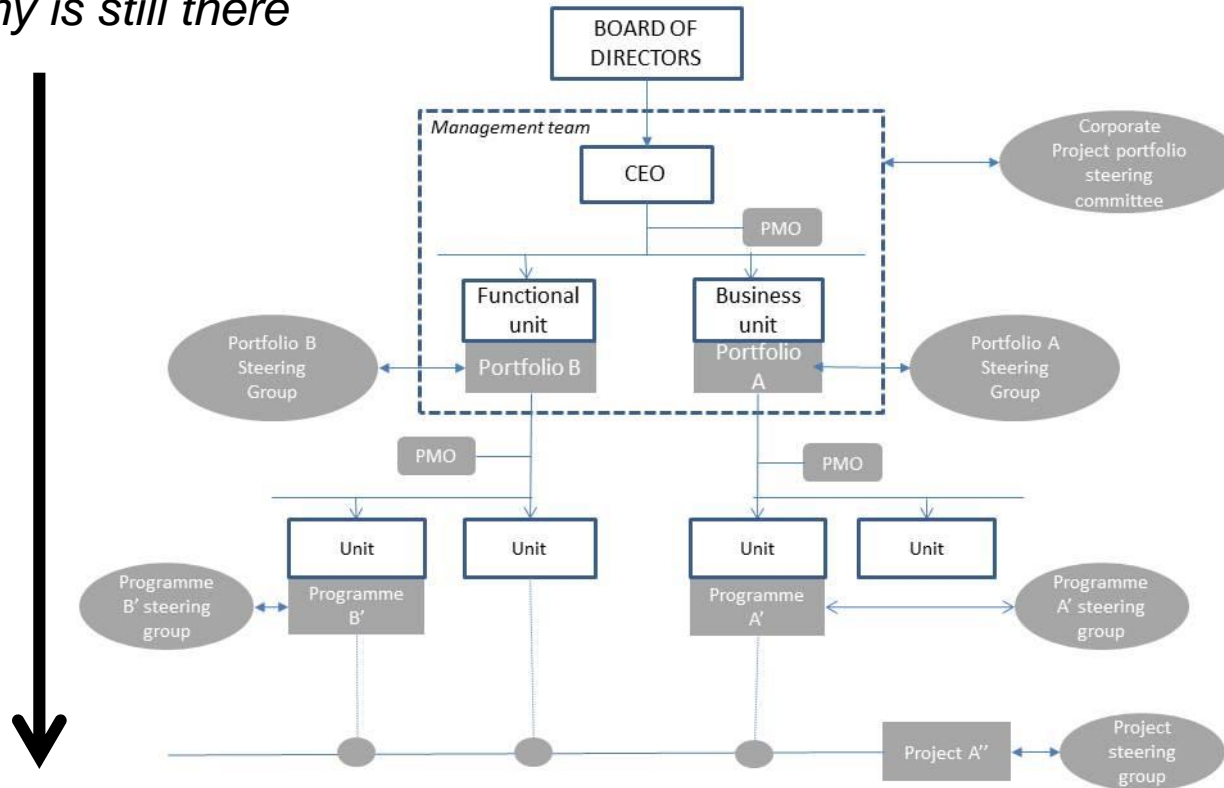 ny is still there
BOARD OF
DIRECTORS
Management team
CEO
Corporate
Project portfolio
steering
committee
PMO
Functional
unit
Business
unit
Portfolio B
Steering
Group
Portfolio B
Portfolio
A
Portfolio A
Steering
Group
PMO
PMO
Unit
Unit
Unit
Unit
Programme
B' steering
group
Programme
B'
Programme
A'
Programme
A' steering
group
Project A''
Project
steering
group